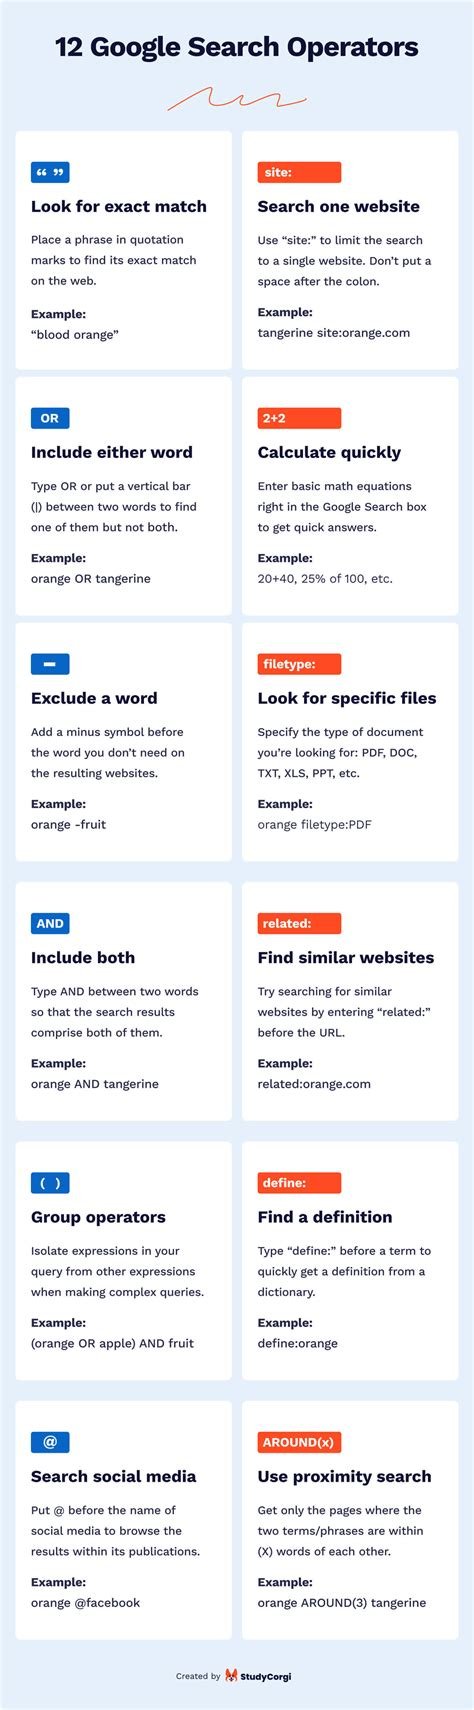 12 Google Search Operators
“ ”
Look for exact match
Place a phrase in quotation
marks to find its exact match
on the web.
Example:
“blood orange”
site:
Search one website
Use “site:” to limit the search
to a single website. Don’t put a
space after the colon.
Example:
tangerine site:orange.com
OR
Include either word
Type OR or put a vertical bar
(|) between two words to find
one of them but not both.
Example:
orange OR tangerine
2+2
Calculate quickly
Enter basic math equations
right in the Google Search box
to get quick answers.
Example:
20+40, 25% of 100, etc.
–
Exclude a word
Add a minus symbol before
the word you don’t need on
the resulting websites.
Example:
orange -fruit
filetype:
Look for specific files
Specify the type of document
you’re looking for: PDF, DOC,
TXT, XLS, PPT, etc.
Example:
orange filetype:PDF
AND
Include both
Type AND between two words
so that the search results
comprise both of them.
Example:
orange AND tangerine
related:
Find similar websites
Try searching for similar
websites by entering “related:”
before the URL.
Example:
related:orange.com
( )
Group operators
Isolate expressions in your
query from other expressions
when making complex queries.
Example:
(orange OR apple) AND fruit
define:
Find a definition
Type “define:” before a term to
quickly get a definition from a
dictionary.
Example:
define:orange
@
Search social media
Put @ before the name of
social media to browse the
results within its publications.
Example:
orange @facebook
AROUND(x)
Use proximity search
Get only the pages where the
two terms/phrases are within
(X) words of each other.
Example:
orange AROUND(3) tangerine
Created by StudyCorgi